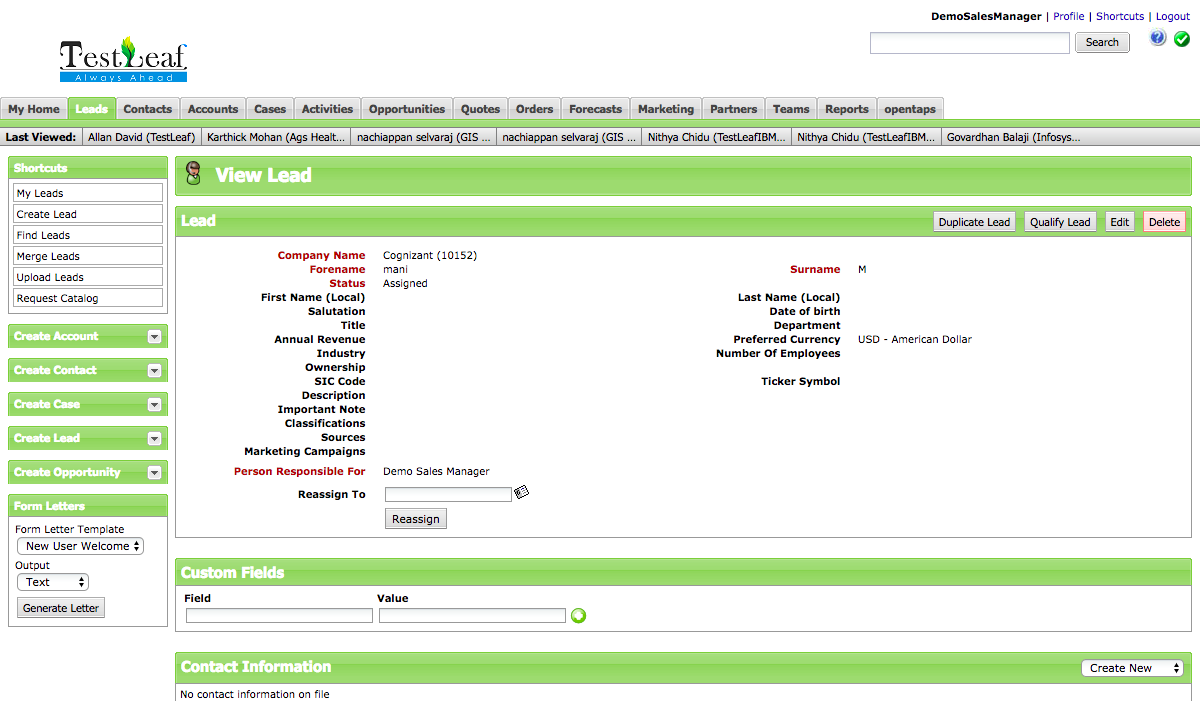 DemoSalesManager | Profile | Shortcuts | Logout
TestLeaf
Always Ahead
Search
?
My Home Leads Contacts Accounts Cases Activities Opportunities Quotes Orders Forecasts Marketing Partners Teams Reports opentaps
Last Viewed: Allan David (TestLeaf) Karthick Mohan (Ags Healt... nachiappan selvaraj (GIS ... nachiappan selvaraj (GIS ... Nithya Chidu (TestLeafIBM... Nithya Chidu (TestLeafIBM... Govardhan Balaji (Infosys...
Shortcuts
My Leads
Create Lead
Find Leads
Merge Leads
Upload Leads
Request Catalog
Create Account
Create Contact
Create Case
Create Lead
Create Opportunity
Form Letters
Form Letter Template
New User Welcome
Output
Text
Generate Letter
View Lead
Lead Duplicate Lead Qualify Lead Edit Delete
Company Name Cognizant (10152)
Forename mani Surname M
Status Assigned
First Name (Local) Last Name (Local)
Salutation Date of birth
Title Department
Annual Revenue Preferred Currency USD - American Dollar
Industry Number Of Employees
Ownership
SIC Code Ticker Symbol
Description
Important Note
Classifications
Sources
Marketing Campaigns
Person Responsible For Demo Sales Manager
Reassign To
Reassign
Custom Fields
Field Value
Contact Information Create New
No contact information on file